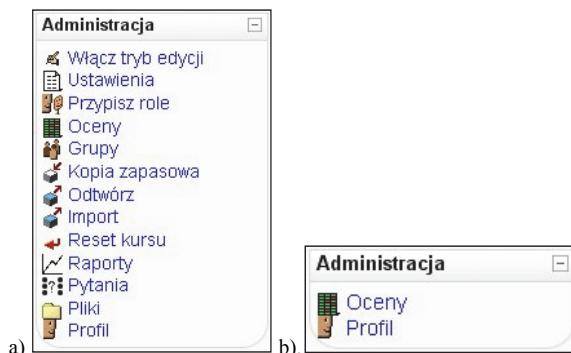 Administracja
Włącz tryb edycji
Ustawienia
Przypisz role
Oceny
Grupy
Kopia zapasowa
Odtwórz
Import
Reset kursu
Raporty
Pytania
Pliki
Profil
a)
Administracja
Oceny
Profil
b)